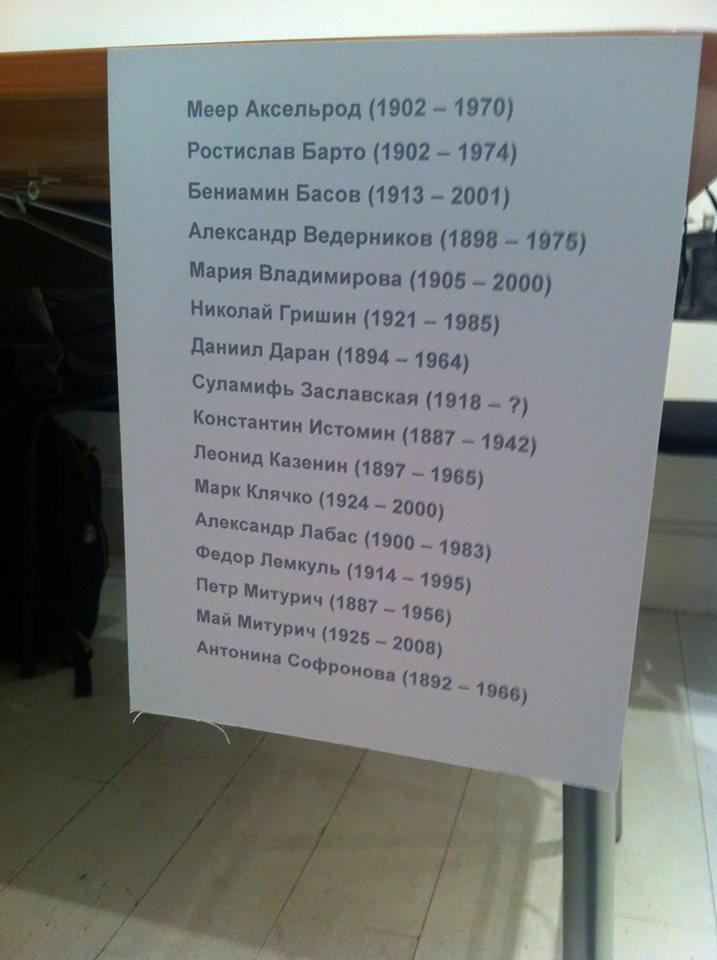 Меер Аксельрод (1902 – 1970)
Ростислав Барто (1902 – 1974)
Бениамин Басов (1913 – 2001)
Александр Ведерников (1898 – 1975)
Мария Владимирова (1905 – 2000)
Николай Гришин (1921 – 1985)
Даниил Даран (1894 – 1964)
Суламифь Заславская (1918 – ?)
Константин Истомин (1887 – 1942)
Леонид Казенин (1897 – 1965)
Марк Клячко (1924 – 2000)
Александр Лабас (1900 – 1983)
Федор Лемкуль (1914 – 1995)
Петр Митурич (1887 – 1956)
Май Митурич (1925 – 2008)
Антонина Софронова (1892 – 1966)